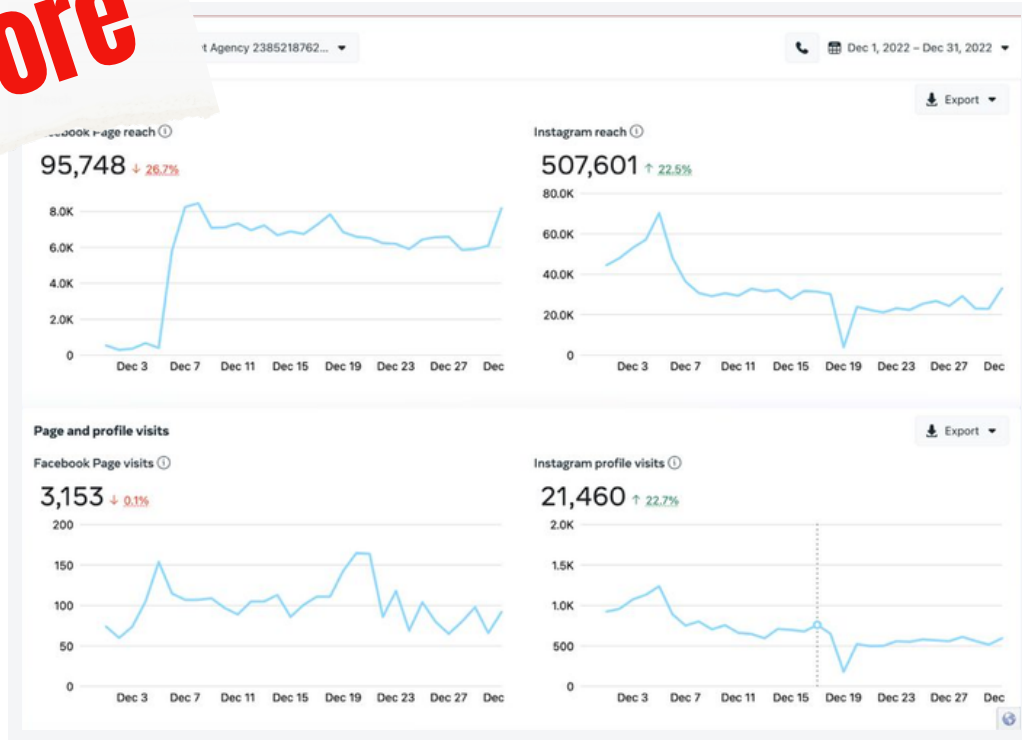 ore
t Agency 2385218762...
Dec 1, 2022 – Dec 31, 2022
Export
Page reach
95,748 ↓ 26.7%
8.0K
6.0K
4.0K
2.0K
0
Dec 3 Dec 7 Dec 11 Dec 15 Dec 19 Dec 23 Dec 27 Dec
Instagram reach
507,601 ↑ 22.5%
80.0K
60.0K
40.0K
20.0K
0
Dec 3 Dec 7 Dec 11 Dec 15 Dec 19 Dec 23 Dec 27 Dec
Page and profile visits
Export
Facebook Page visits
3,153 ↓ 0.1%
200
150
100
50
0
Dec 3 Dec 7 Dec 11 Dec 15 Dec 19 Dec 23 Dec 27 Dec
Instagram profile visits
21,460 ↑ 22.7%
2.0K
1.5K
1.0K
500
0
Dec 3 Dec 7 Dec 11 Dec 15 Dec 19 Dec 23 Dec 27 Dec